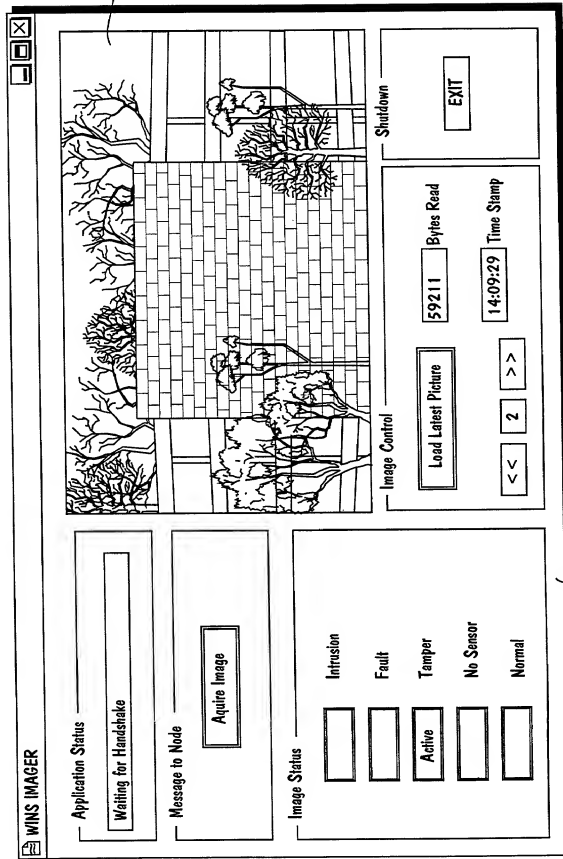 WINS IMAGER
Application Status
Waiting for Handshake
Message to Node
Aquire Image
Image Status
Intrusion
Fault
Active Tamper
No Sensor
Normal
Image Control
Load Latest Picture
59211 Bytes Read
<< 2 >>
14:09:29 Time Stamp
Shutdown
EXIT